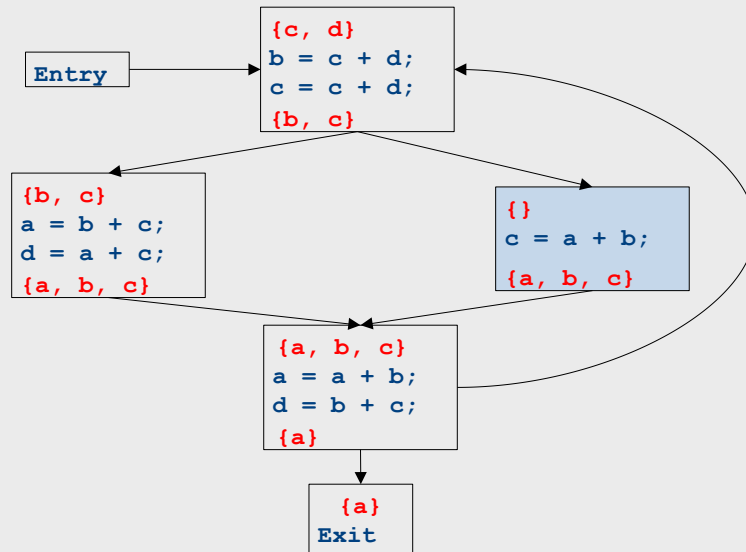 {c, d}
b = c + d;
c = c + d;
{b, c}
Entry
{b, c}
a = b + c;
d = a + c;
{a, b, c}
{}
c = a + b;
{a, b, c}
{a, b, c}
a = a + b;
d = b + c;
{a}
{a}
Exit